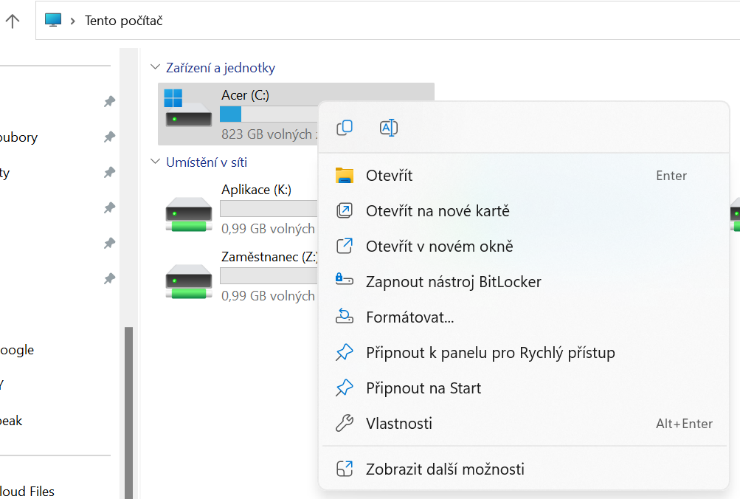 Tento počítač
Zařízení a jednotky
Acer (C:)
823 GB volných
Umístění v síti
Aplikace (K:)
0,99 GB volných
Zaměstnanec (Z:
0,99 GB volných
oubory
ty
oogle
Y
eak
loud Files
Otevřít Enter
Otevřít na nové kartě
Otevřít v novém okně
Zapnout nástroj BitLocker
Formátovat...
Připnout k panelu pro Rychlý přístup
Připnout na Start
Vlastnosti Alt+Enter
Zobrazit další možnosti